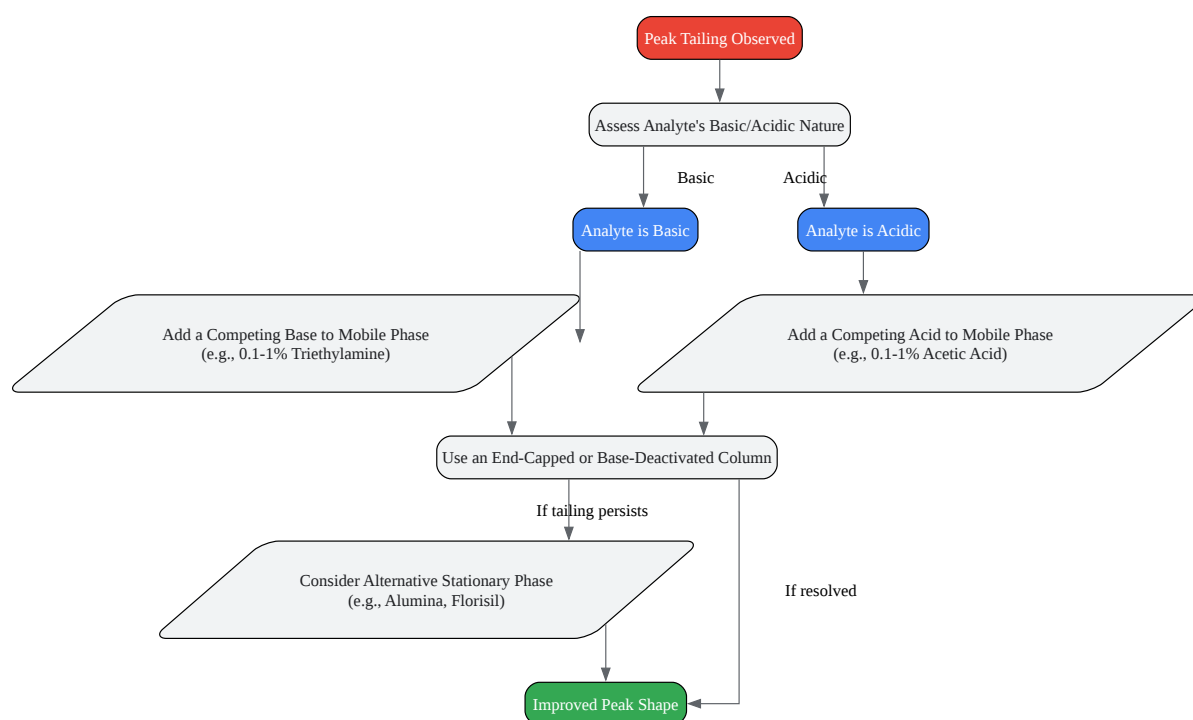 Peak Tailing Observed
Assess Analyte's Basic/Acidic Nature
Basic
Acidic
Analyte is Basic
Analyte is Acidic
Add a Competing Base to Mobile Phase
(e.g., 0.1-1% Triethylamine)
Add a Competing Acid to Mobile Phase
(e.g., 0.1-1% Acetic Acid)
Use an End-Capped or Base-Deactivated Column
If tailing persists
Consider Alternative Stationary Phase
(e.g., Alumina, Florisil)
If resolved
Improved Peak Shape